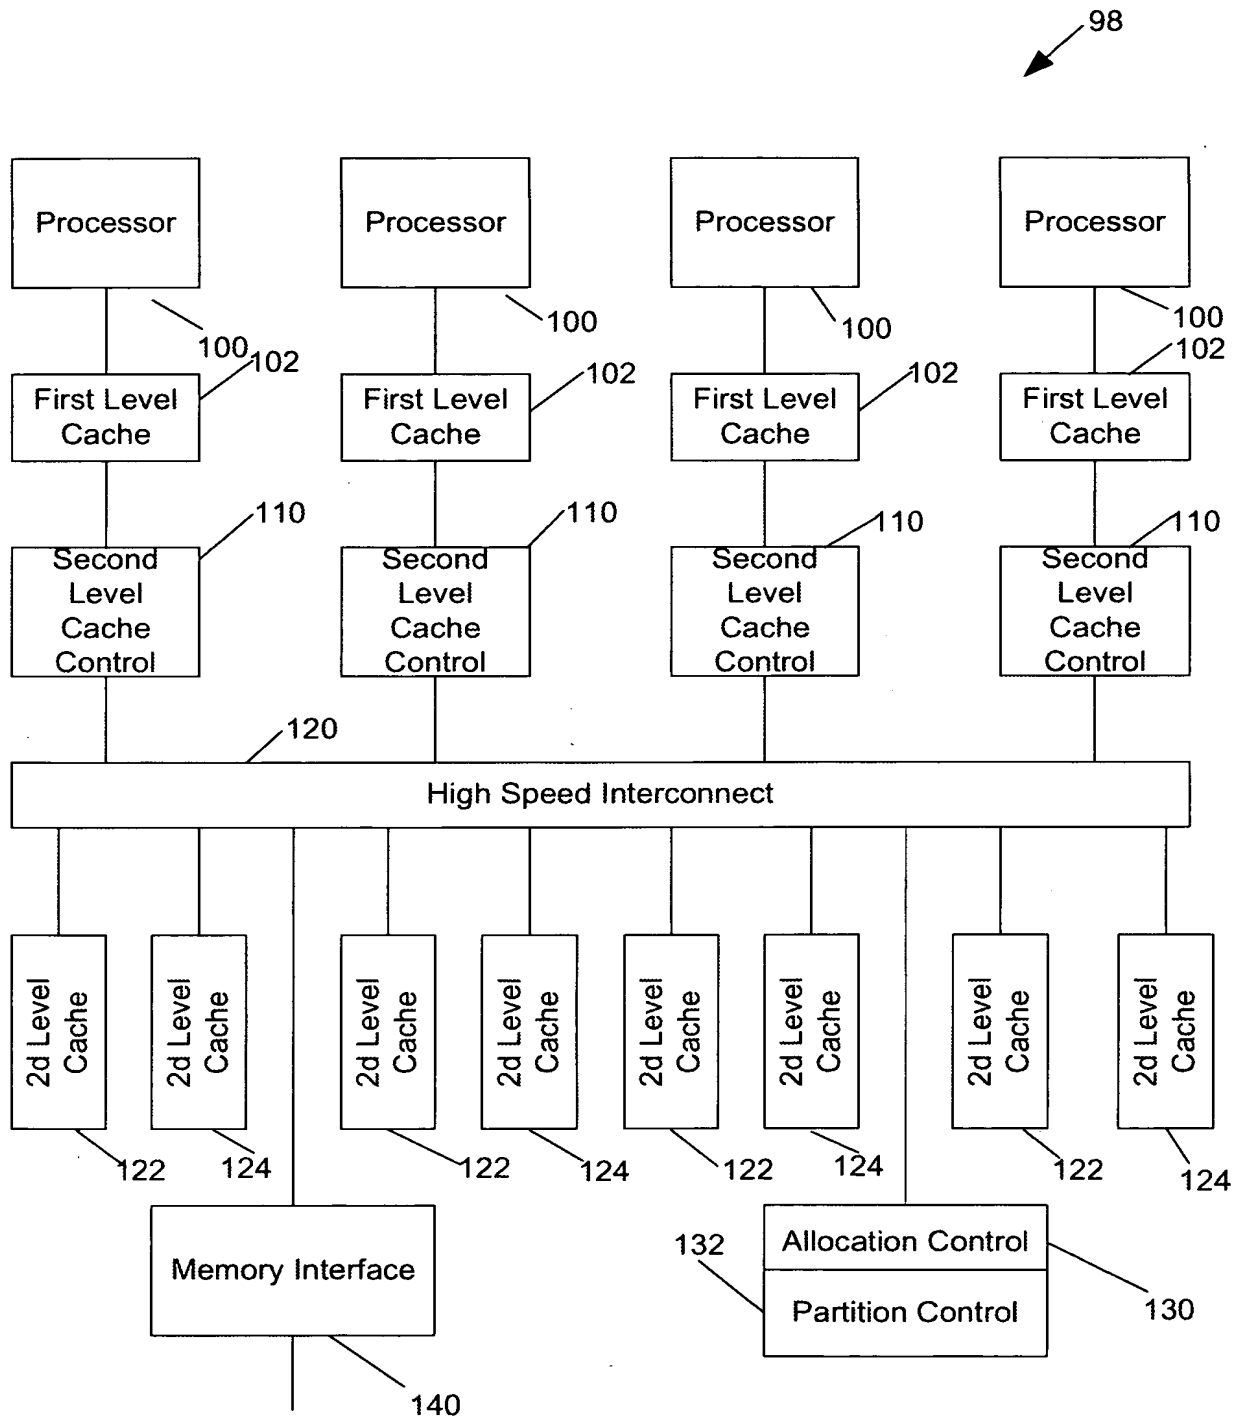 98
Processor
Processor
Processor
Processor
100
100
100
100
102
102
102
102
First Level
Cache
First Level
Cache
First Level
Cache
First Level
Cache
110
110
110
110
Second
Level
Cache
Control
Second
Level
Cache
Control
Second
Level
Cache
Control
Second
Level
Cache
Control
120
High Speed Interconnect
2d Level
Cache
2d Level
Cache
2d Level
Cache
2d Level
Cache
2d Level
Cache
2d Level
Cache
2d Level
Cache
2d Level
Cache
122
124
122
124
122
124
122
124
Memory Interface
140
132
Allocation Control
Partition Control
130